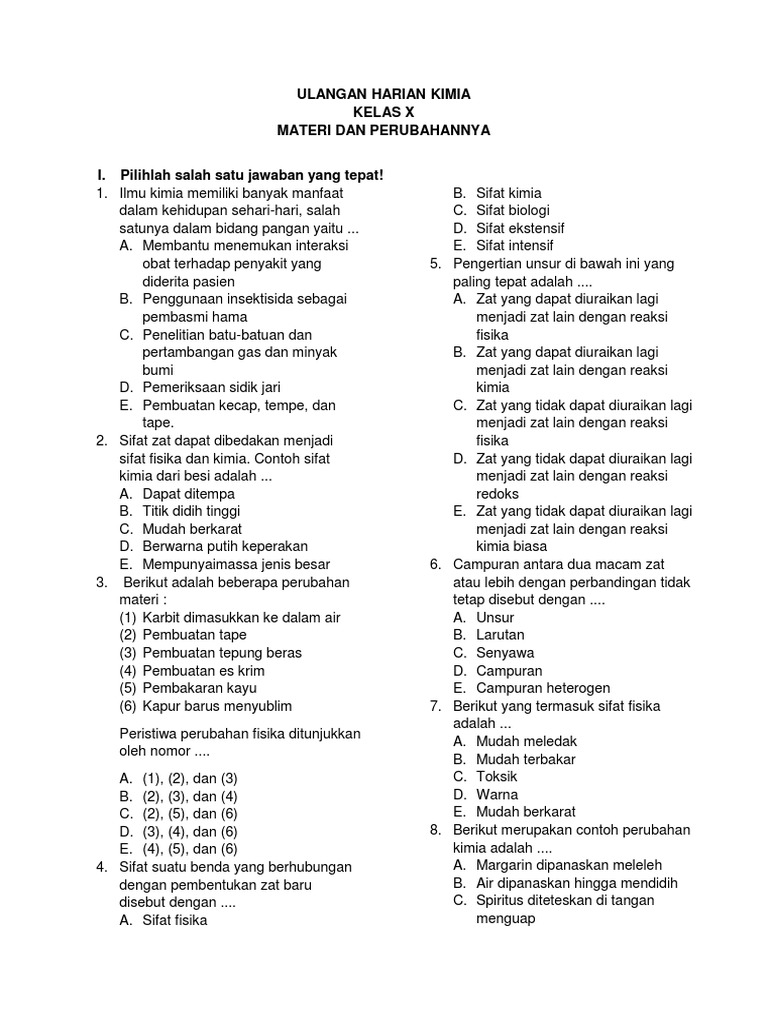 ULANGAN HARIAN KIMIA
KELAS X
MATERI DAN PERUBAHANNYA
I. Pilihlah salah satu jawaban yang tepat!
1. Ilmu kimia memiliki banyak manfaat
dalam kehidupan sehari-hari, salah
satunya dalam bidang pangan yaitu ...
A. Membantu menemukan interaksi
obat terhadap penyakit yang
diderita pasien
B. Penggunaan insektisida sebagai
pembasmi hama
C. Penelitian batu-batuan dan
pertambangan gas dan minyak
bumi
D. Pemeriksaan sidik jari
E. Pembuatan kecap, tempe, dan
tape.
2. Sifat zat dapat dibedakan menjadi
sifat fisika dan kimia. Contoh sifat
kimia dari besi adalah ...
A. Dapat ditempa
B. Titik didih tinggi
C. Mudah berkarat
D. Berwarna putih keperakan
E. Mempunyaimassa jenis besar
3. Berikut adalah beberapa perubahan
materi :
(1) Karbit dimasukkan ke dalam air
(2) Pembuatan tape
(3) Pembuatan tepung beras
(4) Pembuatan es krim
(5) Pembakaran kayu
(6) Kapur barus menyublim
Peristiwa perubahan fisika ditunjukkan
oleh nomor ....
A. (1), (2), dan (3)
B. (2), (3), dan (4)
C. (2), (5), dan (6)
D. (3), (4), dan (6)
E. (4), (5), dan (6)
4. Sifat suatu benda yang berhubungan
dengan pembentukan zat baru
disebut dengan ....
A. Sifat fisika
B. Sifat kimia
C. Sifat biologi
D. Sifat ekstensif
E. Sifat intensif
5. Pengertian unsur di bawah ini yang
paling tepat adalah ....
A. Zat yang dapat diuraikan lagi
menjadi zat lain dengan reaksi
fisika
B. Zat yang dapat diuraikan lagi
menjadi zat lain dengan reaksi
kimia
C. Zat yang tidak dapat diuraikan lagi
menjadi zat lain dengan reaksi
fisika
D. Zat yang tidak dapat diuraikan lagi
menjadi zat lain dengan reaksi
redoks
E. Zat yang tidak dapat diuraikan lagi
menjadi zat lain dengan reaksi
kimia biasa
6. Campuran antara dua macam zat
atau lebih dengan perbandingan tidak
tetap disebut dengan ....
A. Unsur
B. Larutan
C. Senyawa
D. Campuran
E. Campuran heterogen
7. Berikut yang termasuk sifat fisika
adalah ...
A. Mudah meledak
B. Mudah terbakar
C. Toksik
D. Warna
E. Mudah berkarat
8. Berikut merupakan contoh perubahan
kimia adalah ....
A. Margarin dipanaskan meleleh
B. Air dipanaskan hingga mendidih
C. Spiritus diteteskan di tangan
menguap